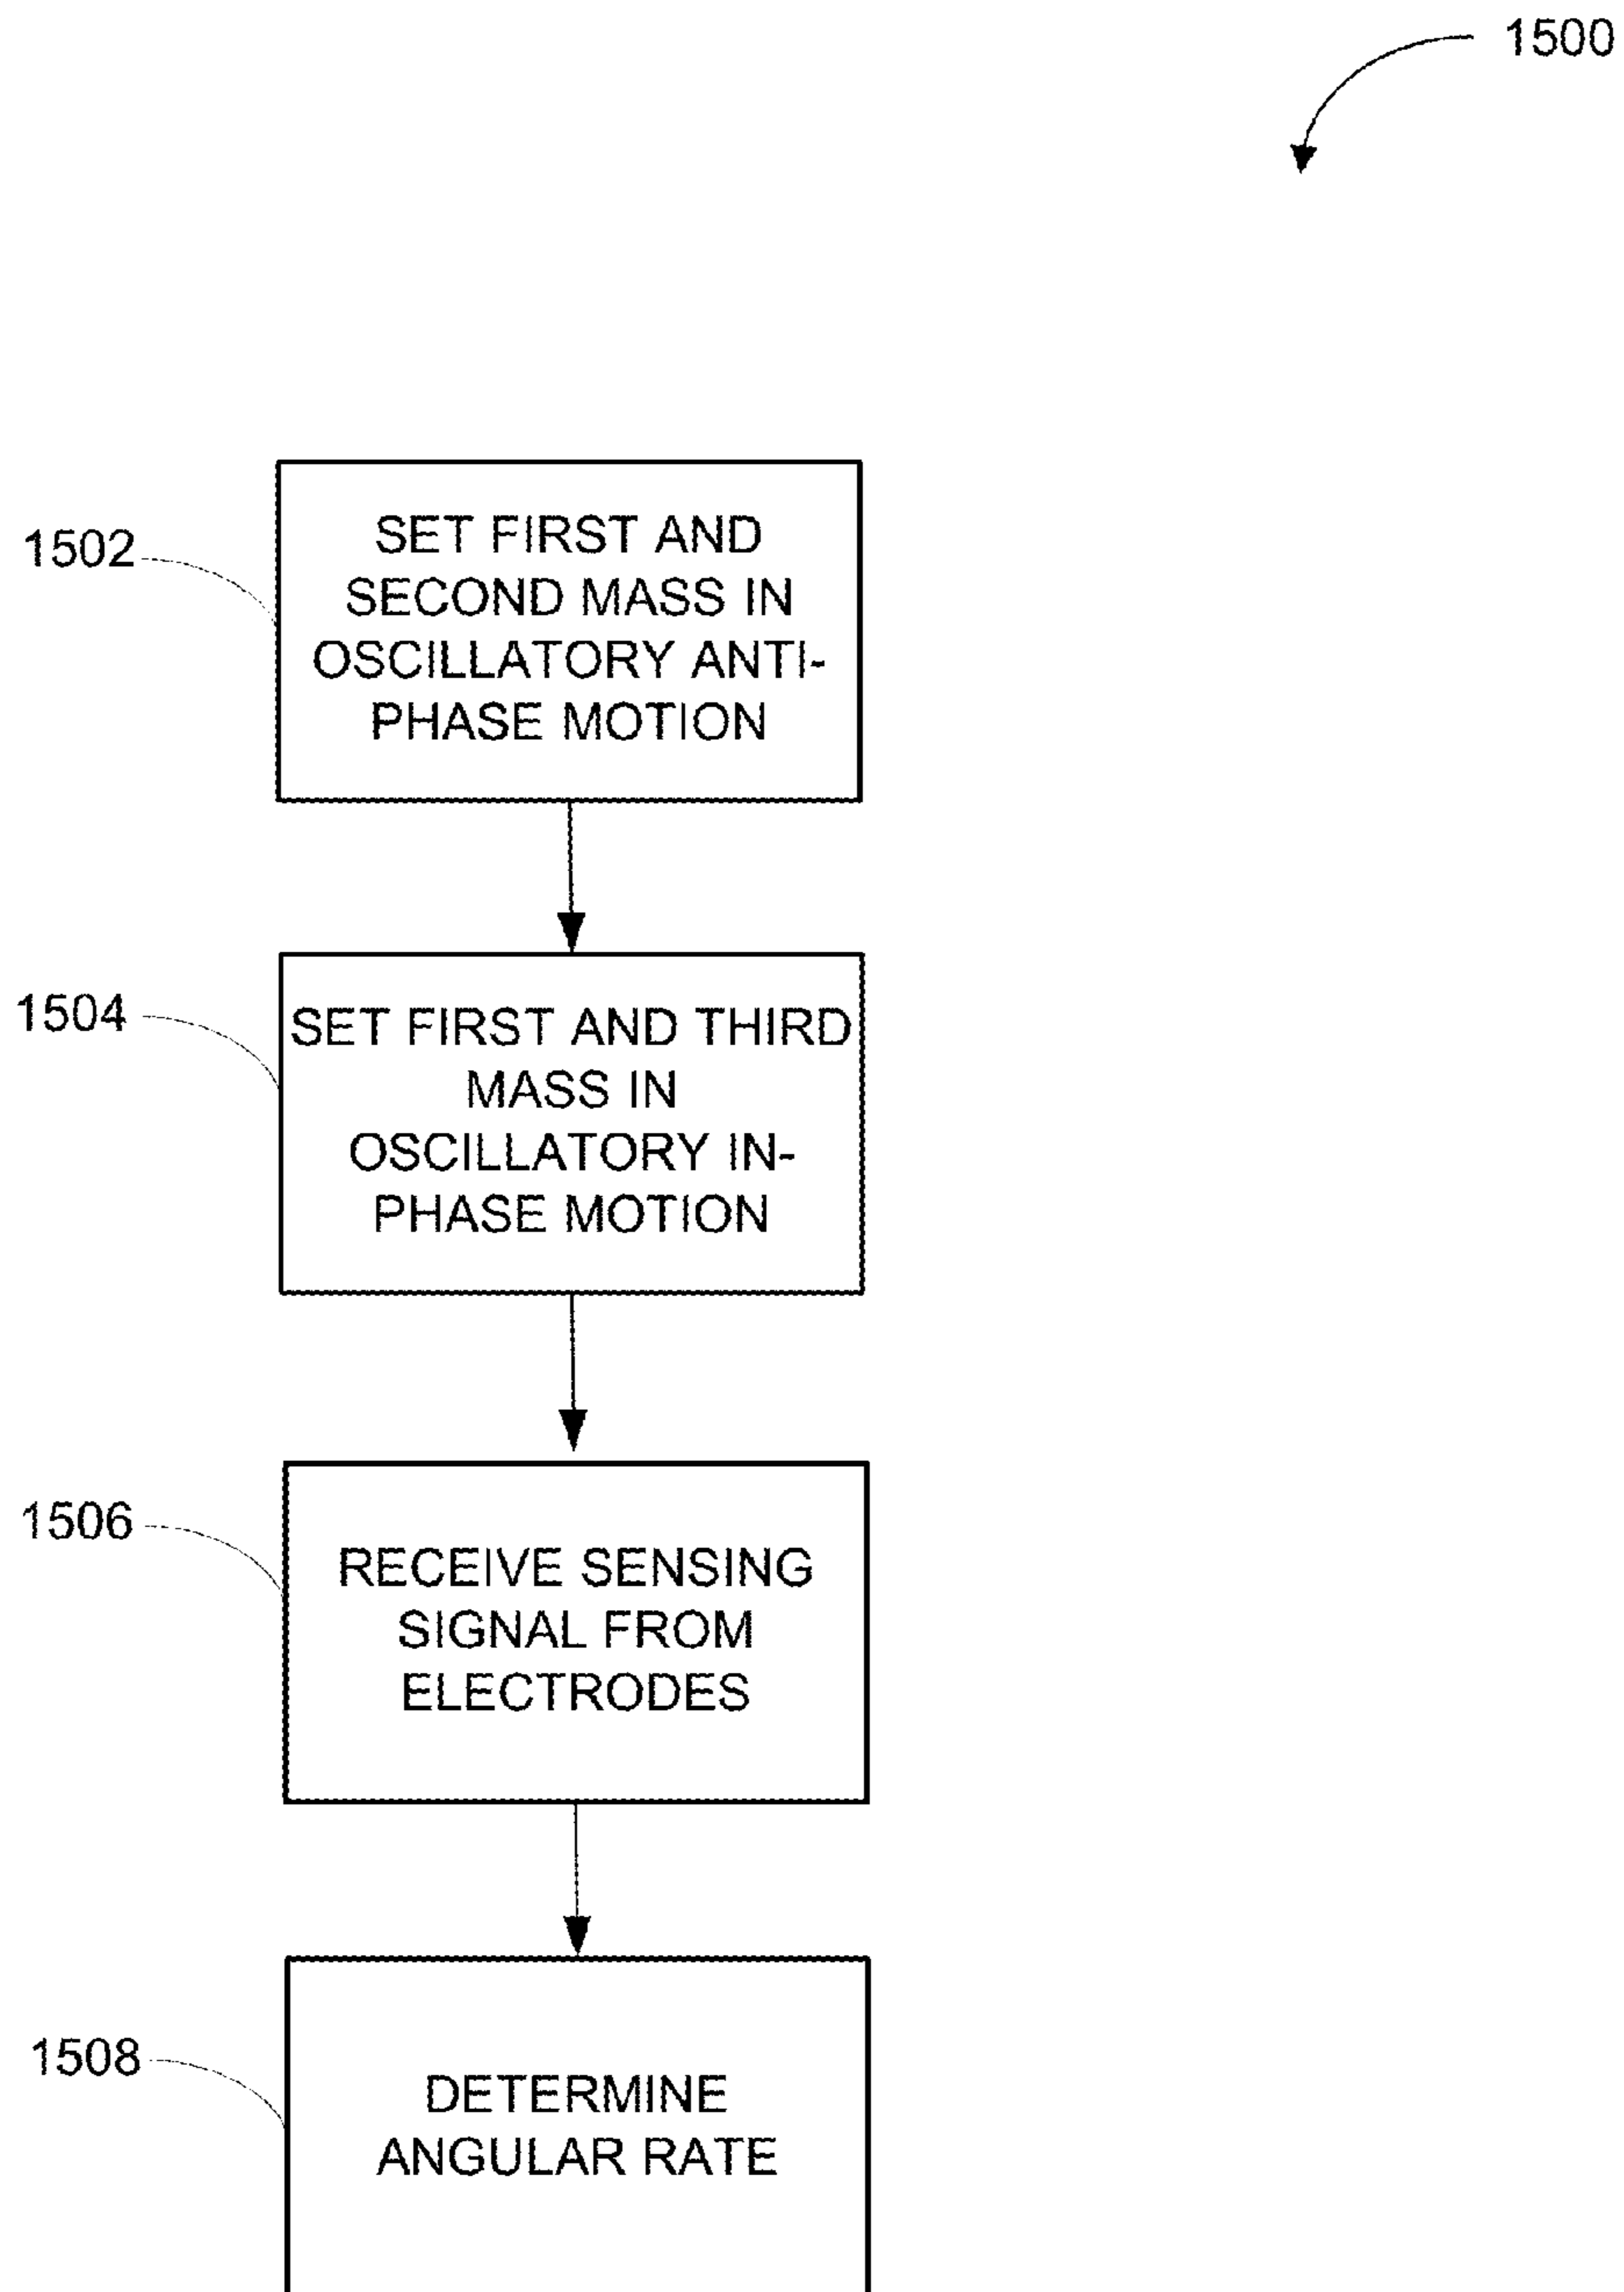 1500
1502
SET FIRST AND
SECOND MASS IN
OSCILLATORY ANTI-
PHASE MOTION
1504
SET FIRST AND THIRD
MASS IN
OSCILLATORY IN-
PHASE MOTION
1506
RECEIVE SENSING
SIGNAL FROM
ELECTRODES
1508
DETERMINE
ANGULAR RATE